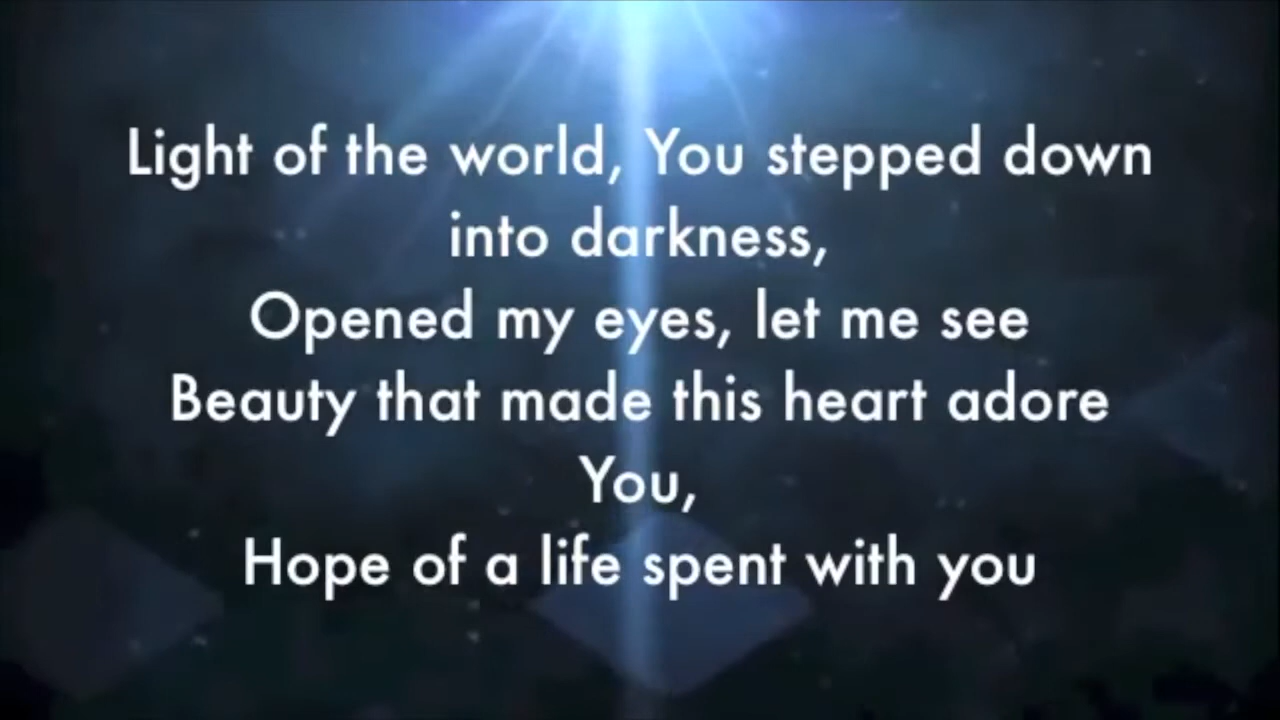 Light of the world, You stepped down
into darkness,
Opened my eyes, let me see
Beauty that made this heart adore
You,
Hope of a life spent with you